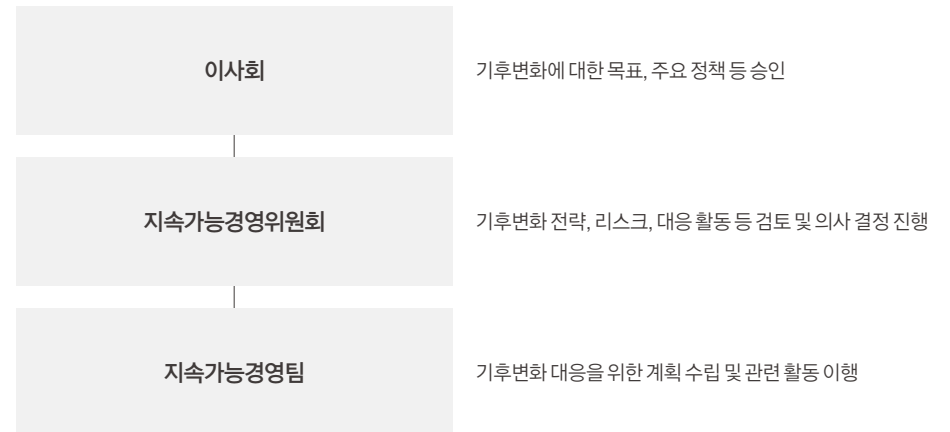 이사회
기후변화에 대한 목표, 주요 정책 등 승인
지속가능경영위원회
기후변화 전략, 리스크, 대응 활동 등 검토 및 의사 결정 진행
지속가능경영팀
기후변화 대응을 위한 계획 수립 및 관련 활동 이행